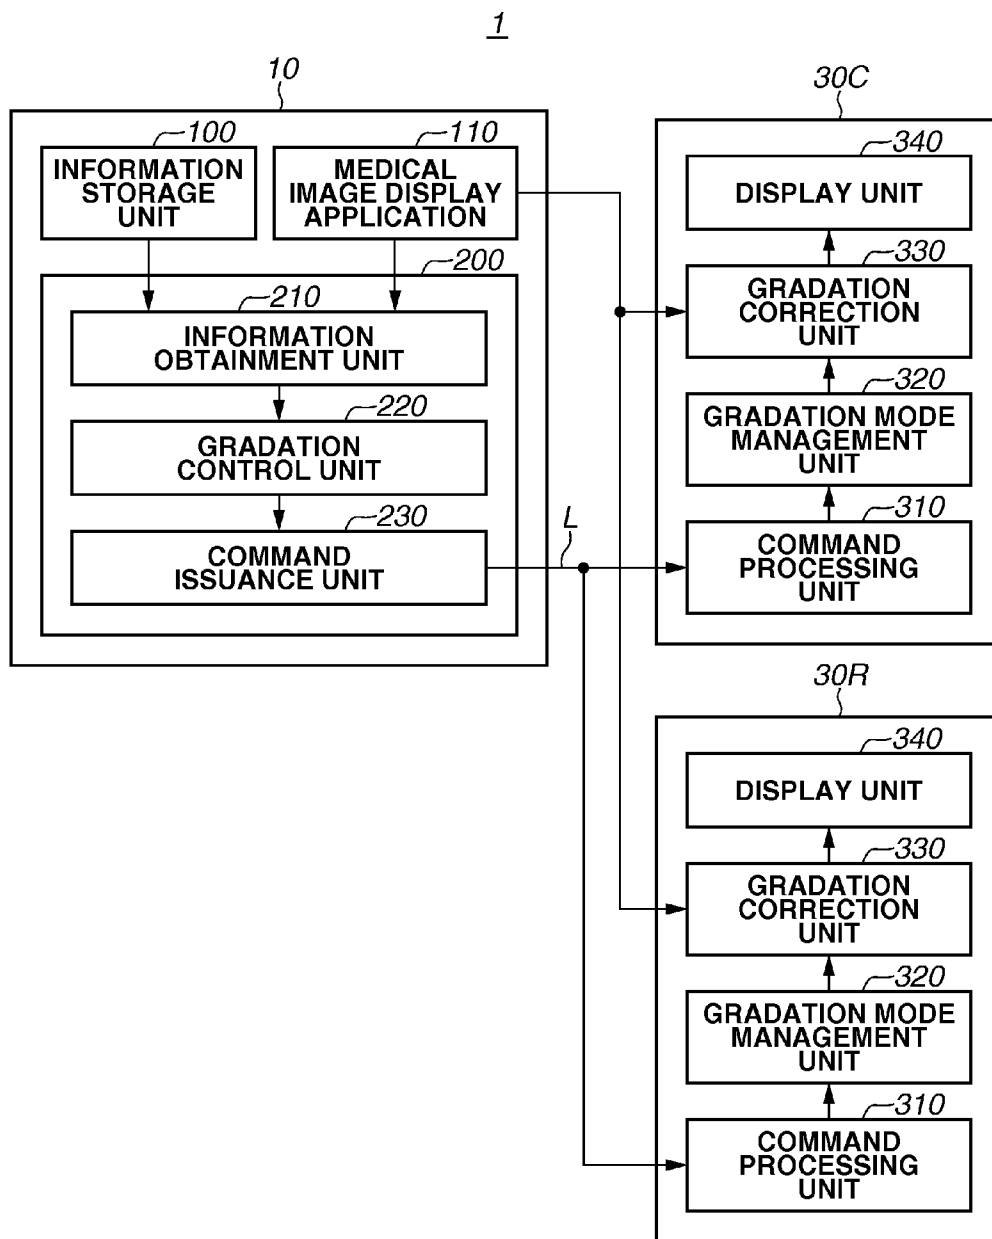 1
10
100
INFORMATION
STORAGE
UNIT
110
MEDICAL
IMAGE DISPLAY
APPLICATION
200
210
INFORMATION
OBTAINMENT UNIT
220
GRADATION
CONTROL UNIT
230
COMMAND
ISSUANCE UNIT
L
30C
340
DISPLAY UNIT
330
GRADATION
CORRECTION
UNIT
320
GRADATION MODE
MANAGEMENT
UNIT
310
COMMAND
PROCESSING
UNIT
30R
340
DISPLAY UNIT
330
GRADATION
CORRECTION
UNIT
320
GRADATION MODE
MANAGEMENT
UNIT
310
COMMAND
PROCESSING
UNIT